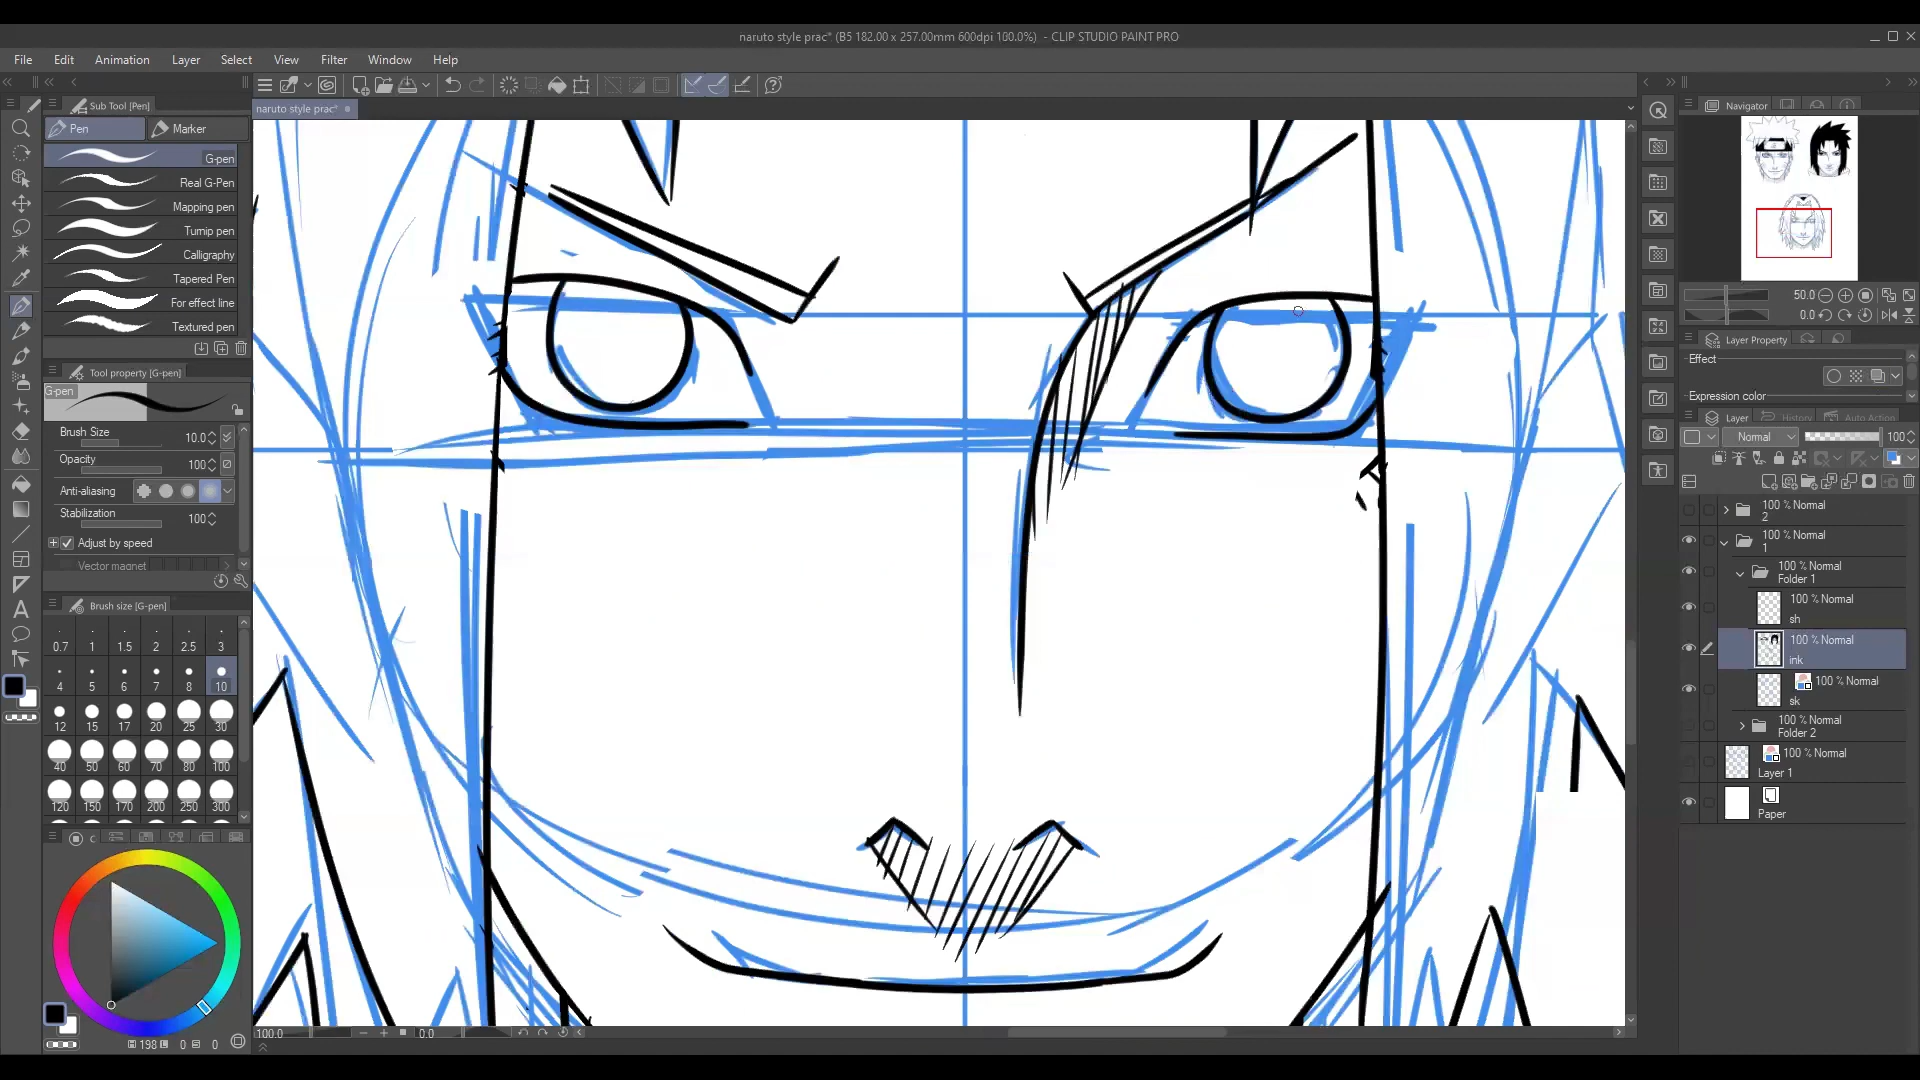 naruto style prac* (B5 182.00 x 257.00mm 600dpi 100.0%)  - CLIP STUDIO PAINT PRO
File Edit Animation Layer Select View Filter Window Help
Sub Tool [Pen]
naruto style prac*
Navigator
Pen Marker
G-pen
Real G-Pen
Mapping pen
Turnip pen
Calligraphy
Tapered Pen
For effect line
Textured pen
Tool property [G-pen]
G-pen
Brush Size 10.0
Opacity 100
Anti-aliasing
Stabilization 100
Adjust by speed
Vector magnet
Brush size [G-pen]
0.7 1 1.5 2 2.5 3
4 5 6 7 8 10
12 15 17 20 25 30
40 50 60 70 80 100
120 150 170 200 250 300
198 0 0
100.0 0.0
50.0
0.0
Layer Property
Effect
Expression color
Layer History Auto Action
Normal 100
100 % Normal
2
100 % Normal
1
100 % Normal
Folder 1
100 % Normal
sh
100 % Normal
ink
100 % Normal
sk
100 % Normal
Folder 2
100 % Normal
Layer 1
Paper